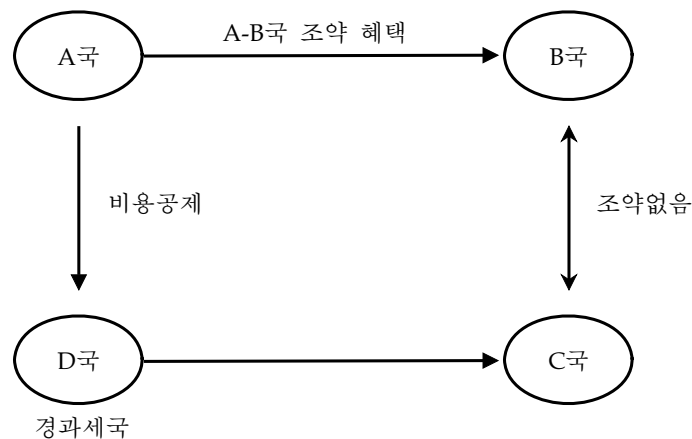 A국
A-B국 조약 혜택
B국
비용공제
조약없음
D국
C국
경과세국